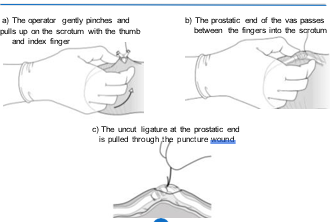 a) The operator gently pinches and
pulls up on the scrotum with the thumb
and index finger
b) The prostatic end of the vas passes
between the fingers into the scrotum
c) The uncut ligature at the prostatic end
is pulled through the puncture wound